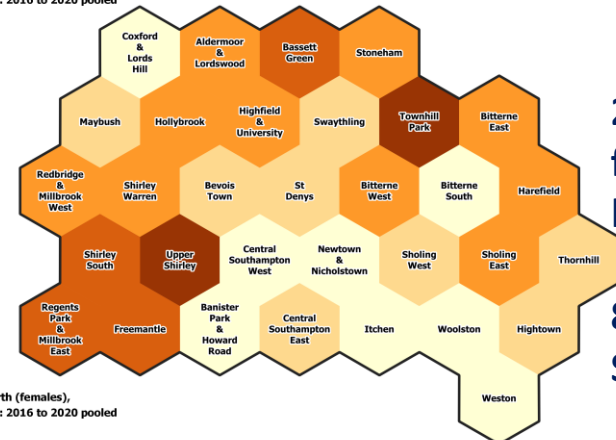 : 2016 to 2020 pooled
Coxford
&
Lords
Hill
Aldermoor
&
Lordswood
Bassett
Green
Stoneham
Maybush
Hollybrook
Highfield
&
University
Swaythling
Townhill
Park
Bitterne
East
Redbridge
&
Millbrook
West
Shirley
Warren
Bevois
Town
St
Denys
Bitterne
West
Bitterne
South
Harefield
Shirley
South
Upper
Shirley
Central
Southampton
West
Newtown
&
Nicholstown
Sholing
West
Sholing
East
Thornhill
Regents
Park
&
Millbrook
East
Freemantle
Banister
Park
&
Howard
Road
Central
Southampton
East
Itchen
Woolston
Hightown
Weston
rth (females),
: 2016 to 2020 pooled